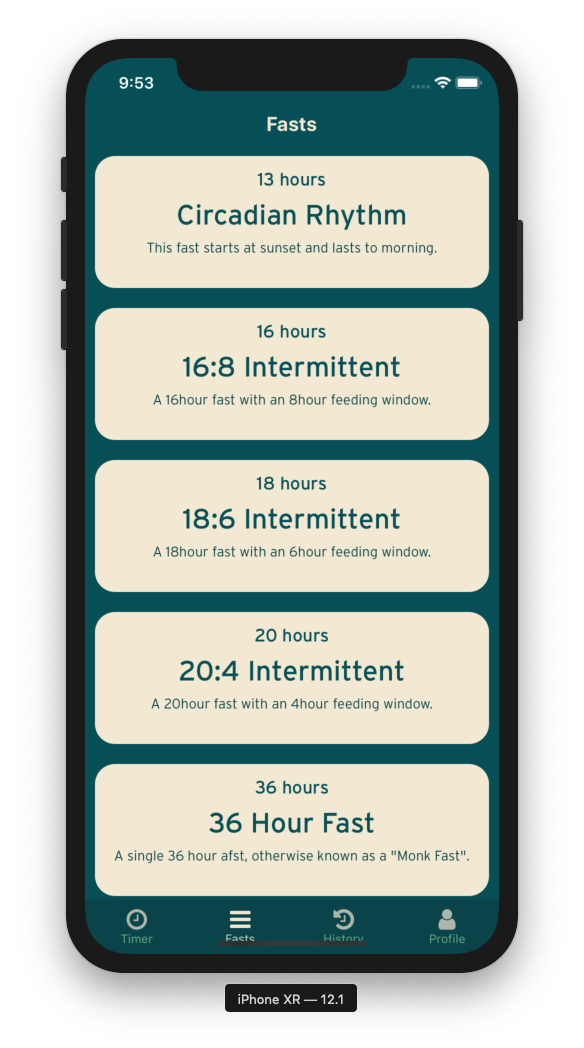 9:53
Fasts
13 hours
Circadian Rhythm
This fast starts at sunset and lasts to morning.
16 hours
16:8 Intermittent
A 16hour fast with an 8hour feeding window.
18 hours
18:6 Intermittent
A 18hour fast with an 6hour feeding window.
20 hours
20:4 Intermittent
A 20hour fast with an 4hour feeding window.
36 hours
36 Hour Fast
A single 36 hour afst, otherwise known as a "Monk Fast".
Timer Fasts History Profile
iPhone XR — 12.1